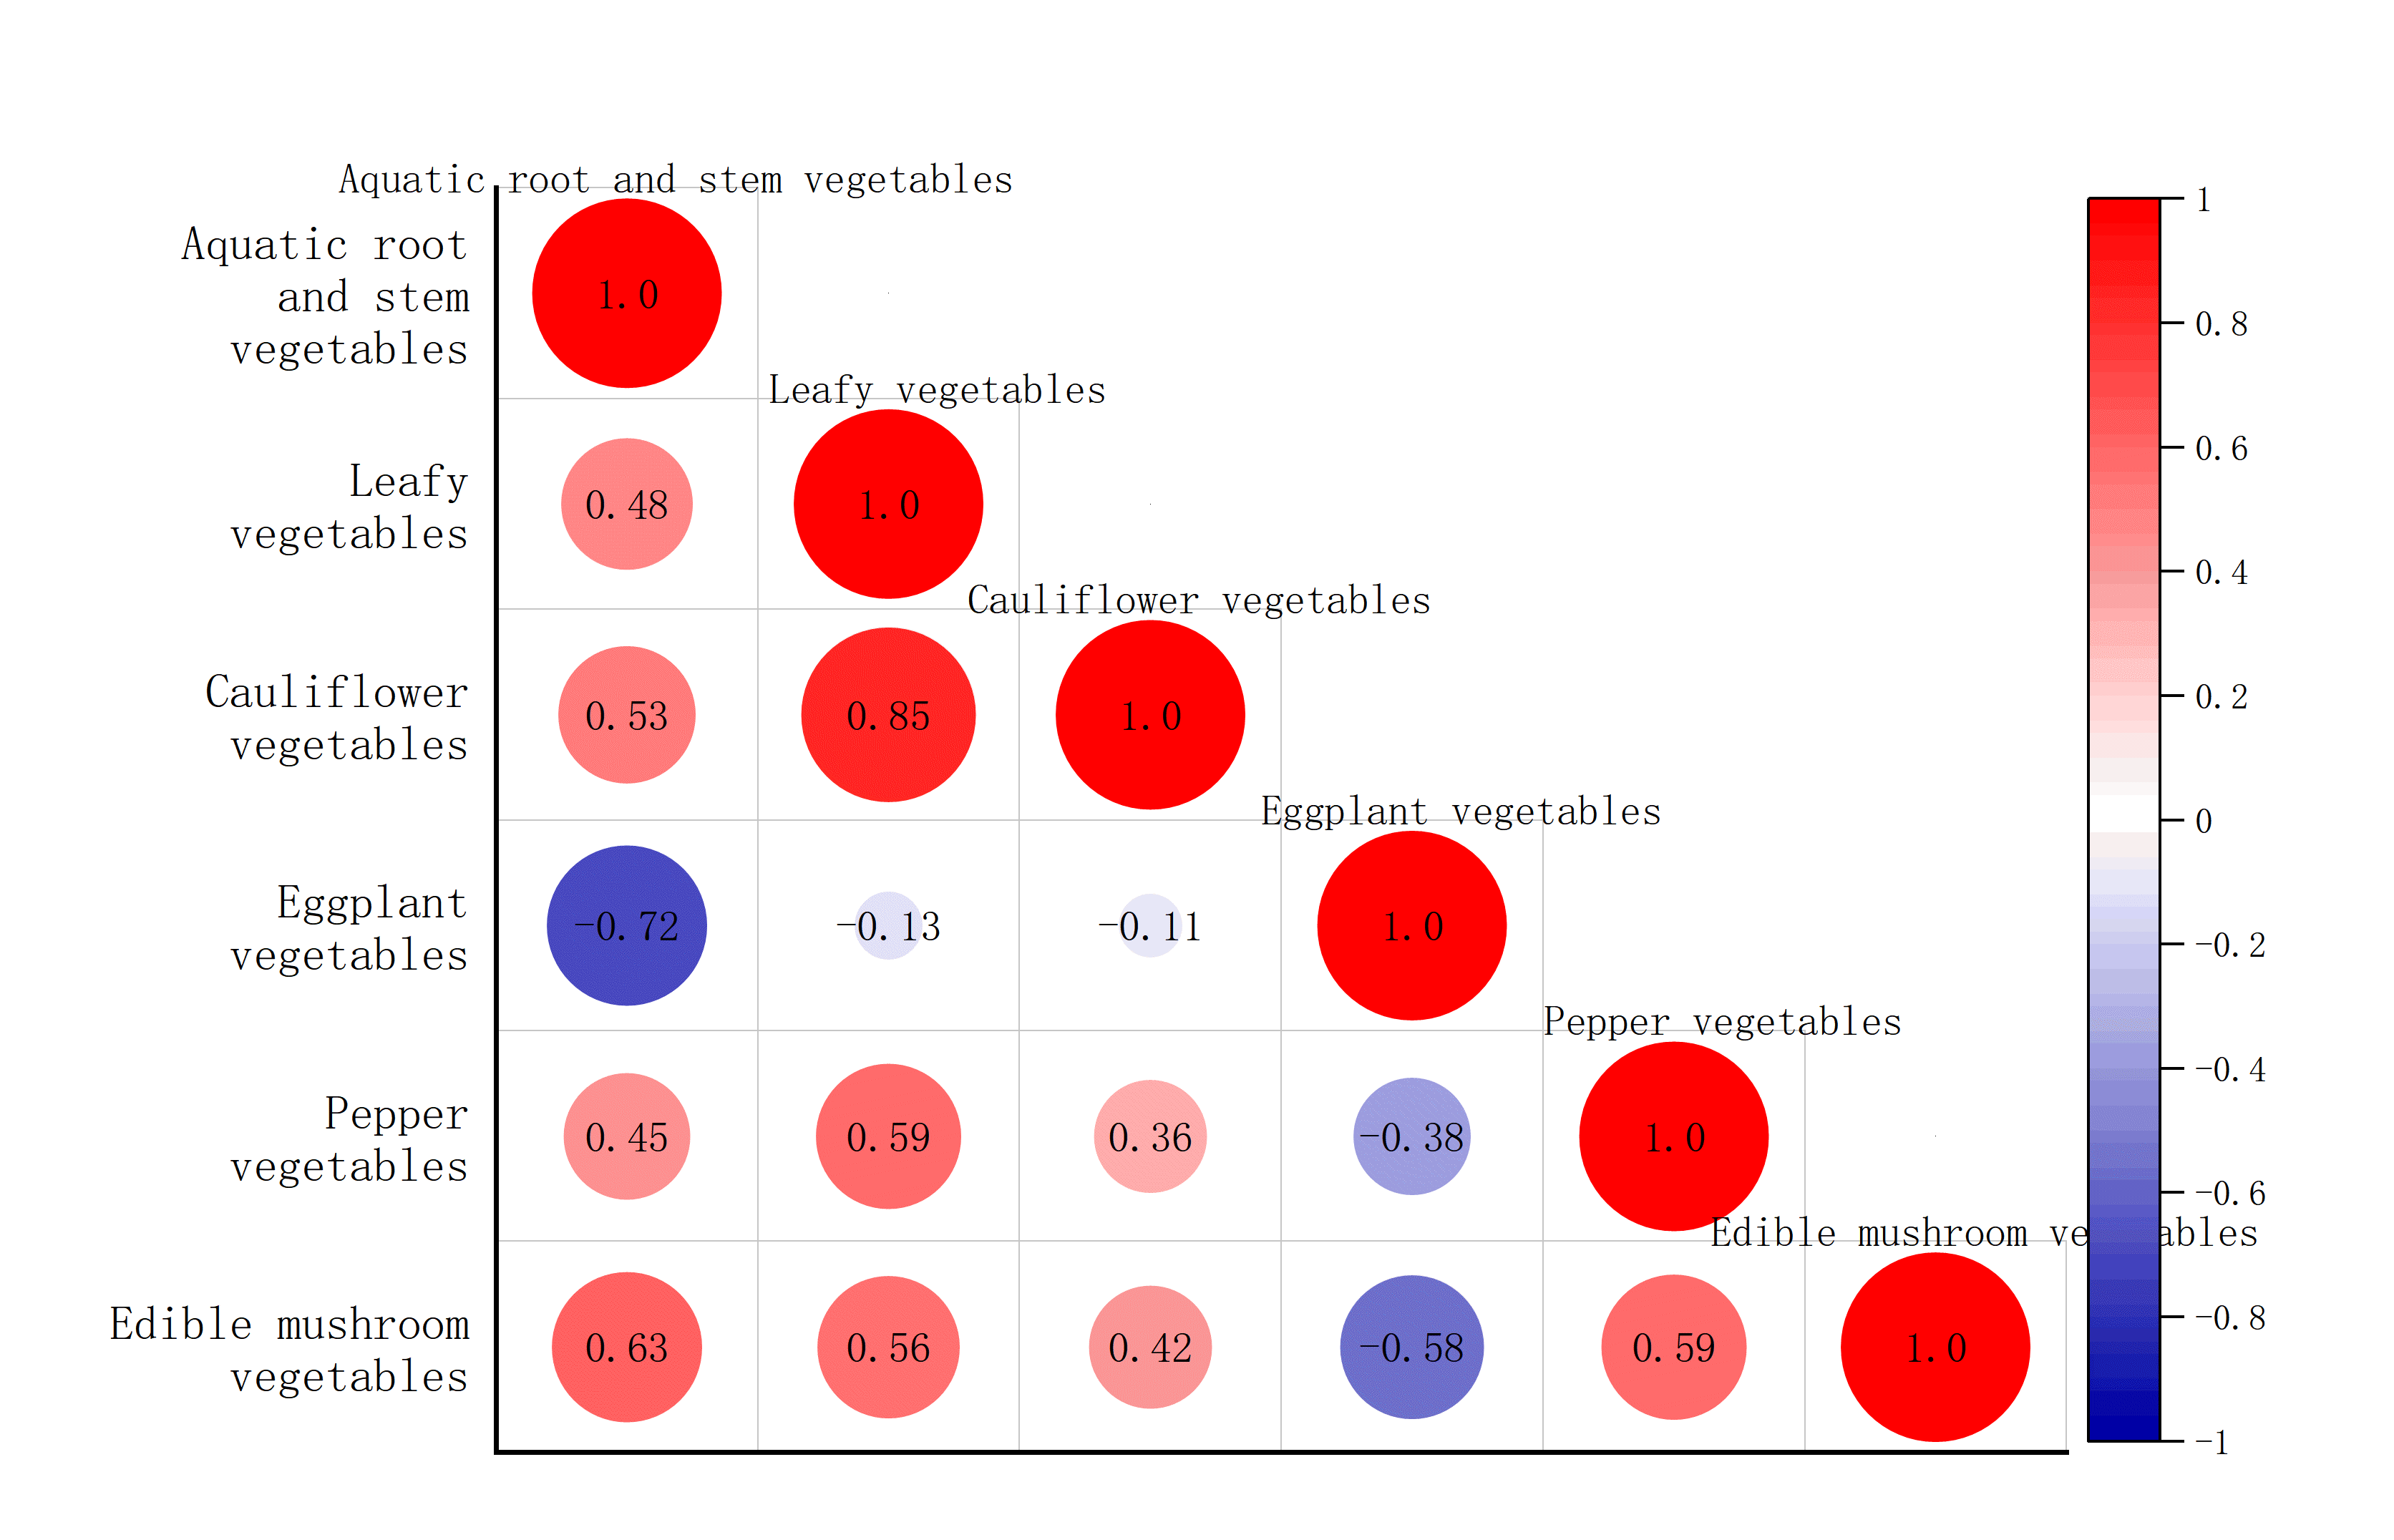 Aquatic root and stem vegetables
Aquatic root
and stem
vegetables
1.0
Leafy vegetables
Leafy
vegetables
0.48
1.0
Cauliflower vegetables
Cauliflower
vegetables
0.53
0.85
1.0
Eggplant vegetables
Eggplant
vegetables
-0.72
-0.13
-0.11
1.0
Pepper vegetables
Pepper
vegetables
0.45
0.59
0.36
-0.38
1.0
Edible mushroom
Edible mushroom
vegetables
0.63
0.56
0.42
-0.58
0.59
1.0
1
0.8
0.6
0.4
0.2
0
-0.2
-0.4
-0.6
-0.8
-1